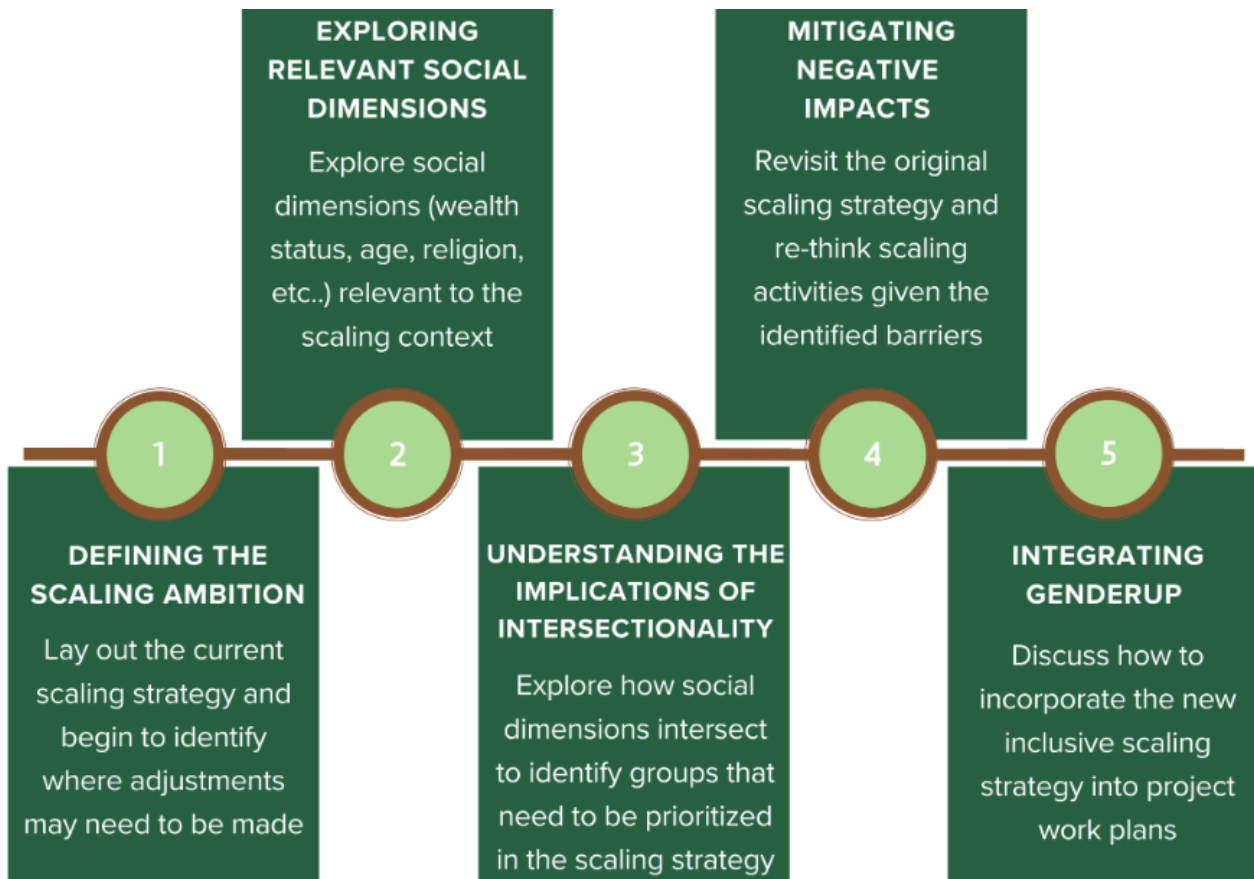 1
DEFINING THE
SCALING AMBITION
Lay out the current
scaling strategy and
begin to identify
where adjustments
may need to be made
2
EXPLORING
RELEVANT SOCIAL
DIMENSIONS
Explore social
dimensions (wealth
status, age, religion,
etc..) relevant to the
scaling context
3
UNDERSTANDING THE
IMPLICATIONS OF
INTERSECTIONALITY
Explore how social
dimensions intersect
to identify groups that
need to be prioritized
in the scaling strategy
4
MITIGATING
NEGATIVE
IMPACTS
Revisit the original
scaling strategy and
re-think scaling
activities given the
identified barriers
5
INTEGRATING
GENDERUP
Discuss how to
incorporate the new
inclusive scaling
strategy into project
work plans